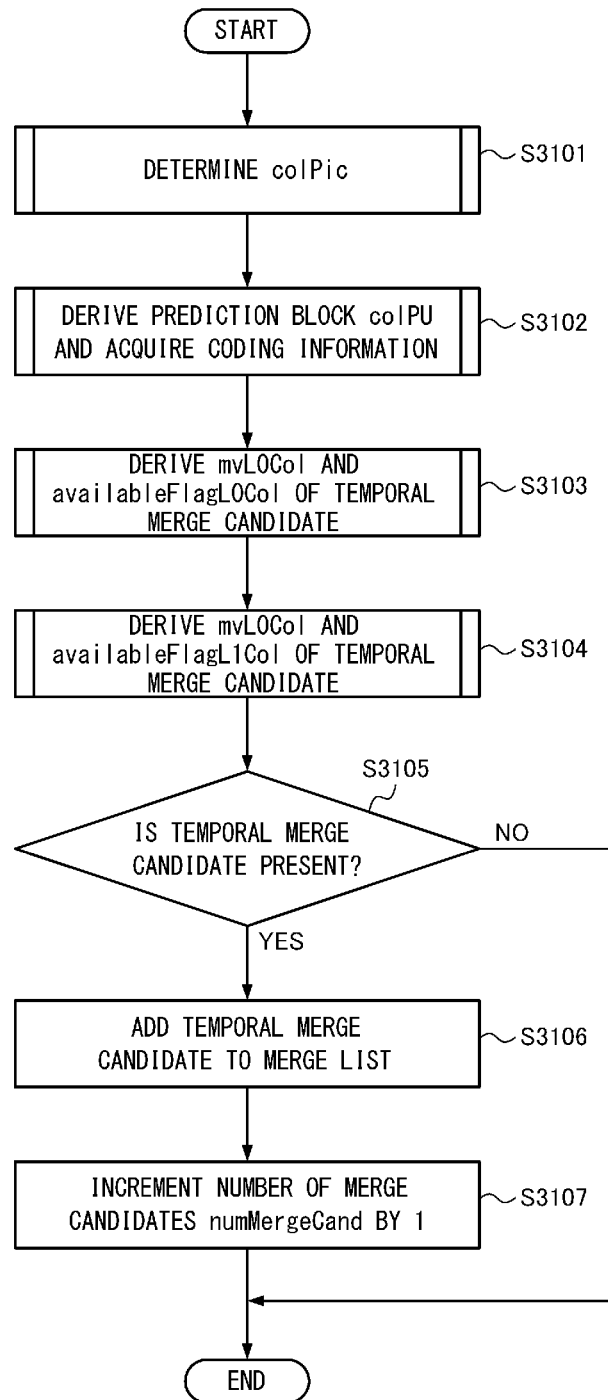 START
DETERMINE colPic
S3101
DERIVE PREDICTION BLOCK colPU
AND ACQUIRE CODING INFORMATION
S3102
DERIVE mvL0Col AND
availableFlagL0Col OF TEMPORAL
MERGE CANDIDATE
S3103
DERIVE mvL0Col AND
availableFlagL1Col OF TEMPORAL
MERGE CANDIDATE
S3104
S3105
IS TEMPORAL MERGE
CANDIDATE PRESENT?
NO
YES
ADD TEMPORAL MERGE
CANDIDATE TO MERGE LIST
S3106
INCREMENT NUMBER OF MERGE
CANDIDATES numMergeCand BY 1
S3107
END